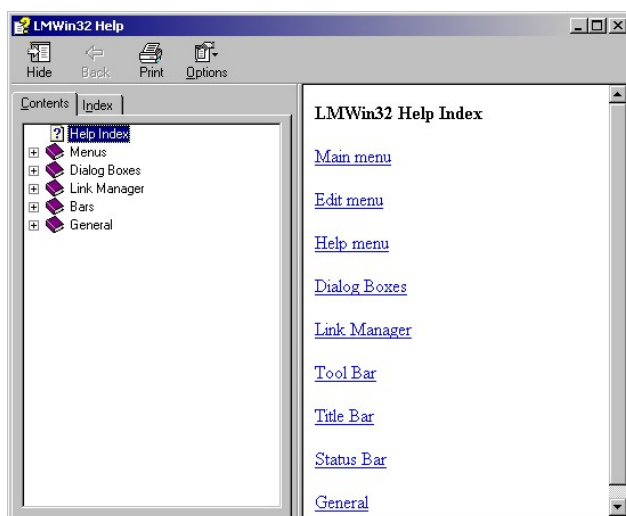 LMWin32 Help
Hide Back Print Options
Contents Index
Help Index
Menus
Dialog Boxes
Link Manager
Bars
General
LMWin32 Help Index
Main menu
Edit menu
Help menu
Dialog Boxes
Link Manager
Tool Bar
Title Bar
Status Bar
General